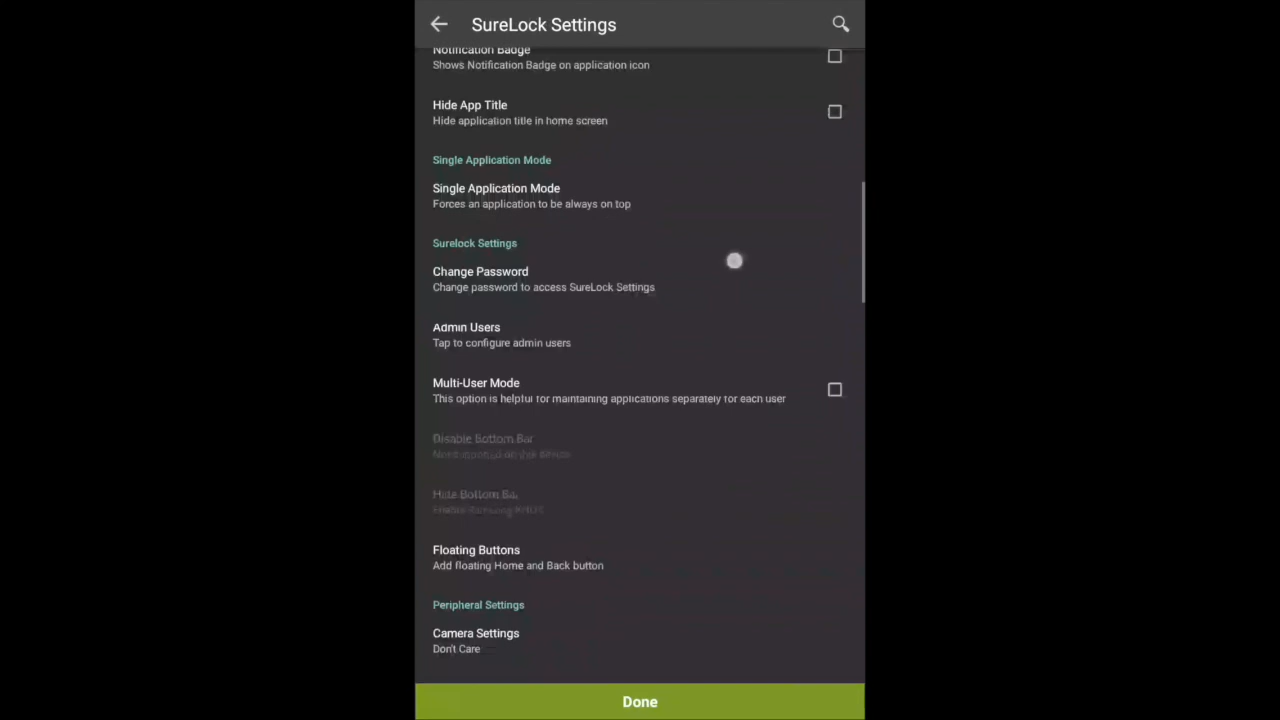 SureLock Settings
Notification Badge
Shows Notification Badge on application icon
Hide App Title
Hide application title in home screen
Single Application Mode
Single Application Mode
Forces an application to be always on top
Surelock Settings
Change Password
Change password to access SureLock Settings
Admin Users
Tap to configure admin users
Multi-User Mode
This option is helpful for maintaining applications separately for each user
Disable Bottom Bar
Hide Bottom Bar
Floating Buttons
Add floating Home and Back button
Peripheral Settings
Camera Settings
Don't Care
Done